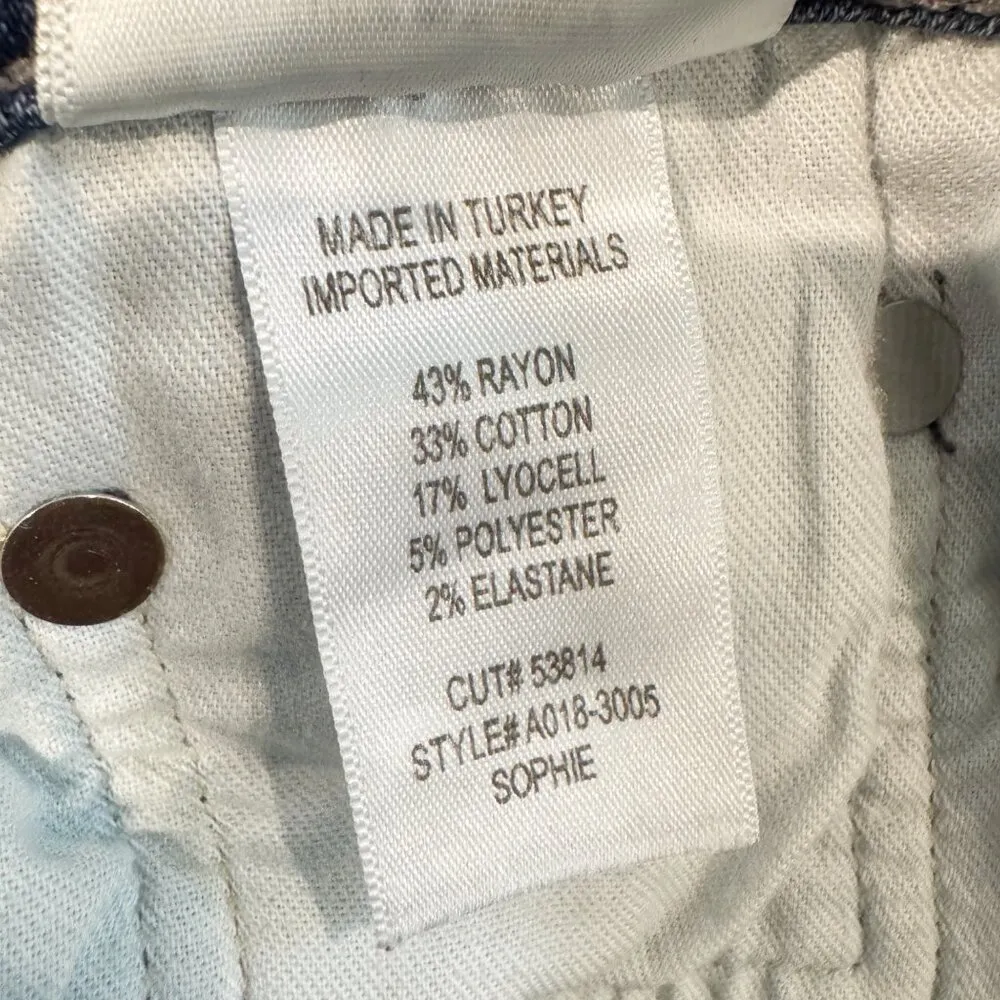 MADE IN TURKEY
IMPORTED MATERIALS
43% RAYON
33% COTTON
17% LYOCELL
5% POLYESTER
2% ELASTANE
CUT# 53814
STYLE# A018-3005
SOPHIE